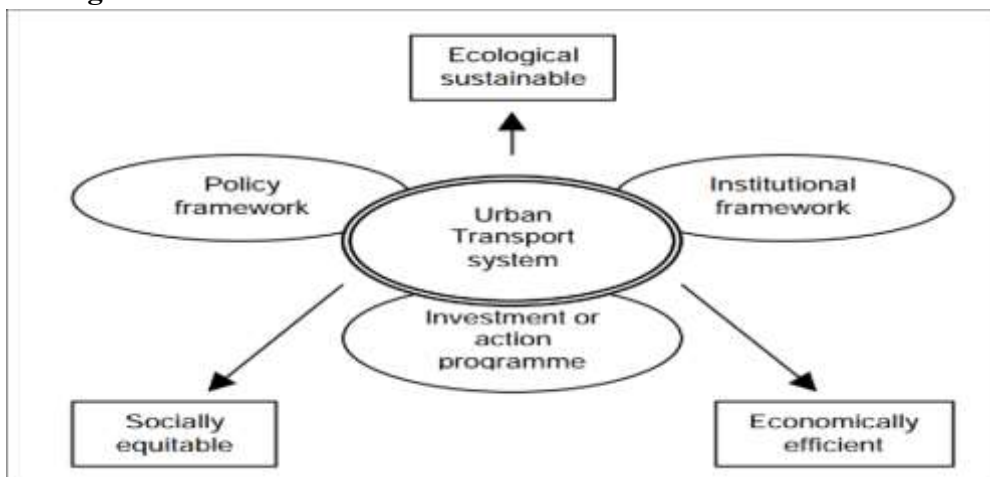 Ecological
sustainable
Policy
framework
Institutional
framework
Urban
Transport
system
Investment or
action
programme
Socially
equitable
Economically
efficient